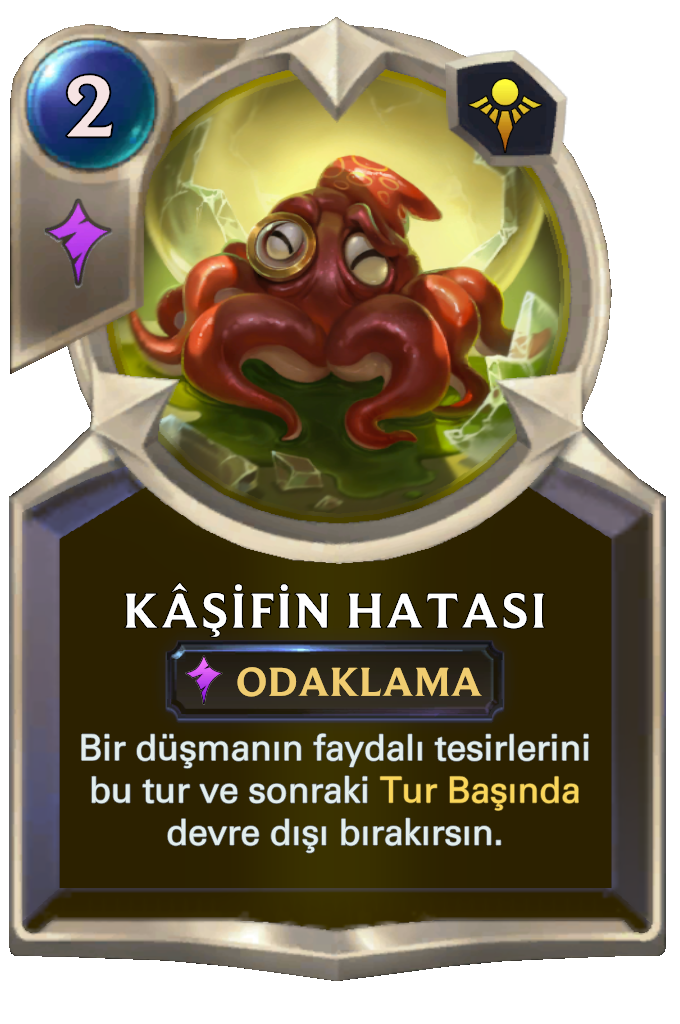 2
KÂŞİFİN HATASI
ODAKLAMA
Bir düşmanın faydalı tesirlerini
bu tur ve sonraki Tur Başında
devre dışı bırakırsın.